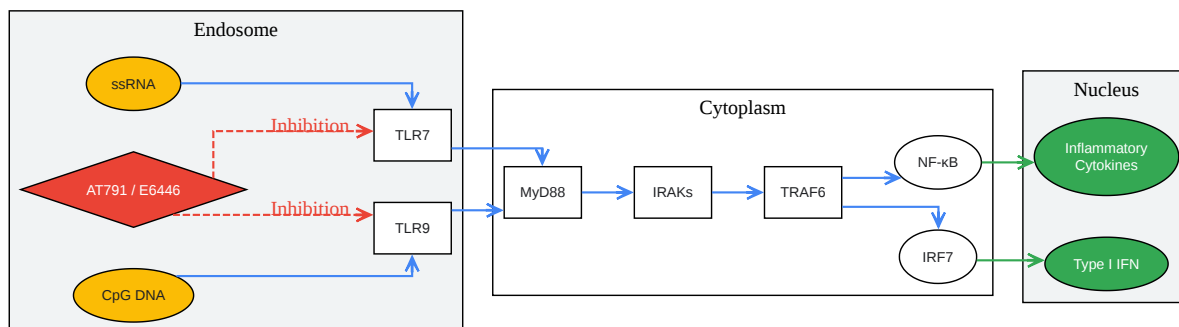 Endosome
ssRNA
Inhibition
TLR7
AT791 / E6446
Inhibition
TLR9
CpG DNA
Cytoplasm
MyD88
IRAKs
TRAF6
NF-κB
IRF7
Nucleus
Inflammatory
Cytokines
Type I IFN